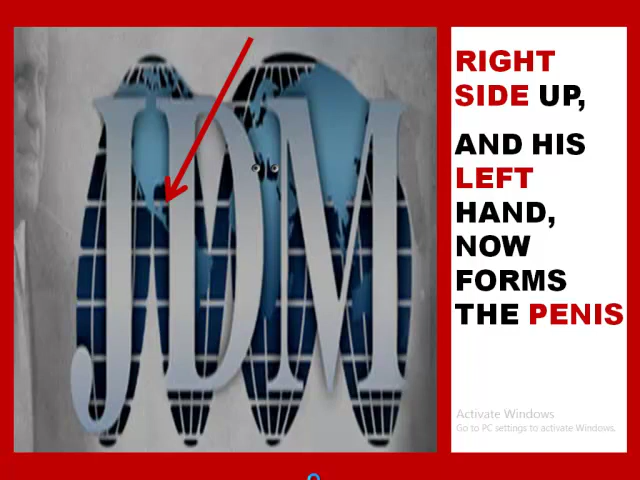 JDM
RIGHT
SIDE UP,
AND HIS
LEFT
HAND,
NOW
FORMS
THE PENIS
Activate Windows
Go to PC settings to activate Windows.